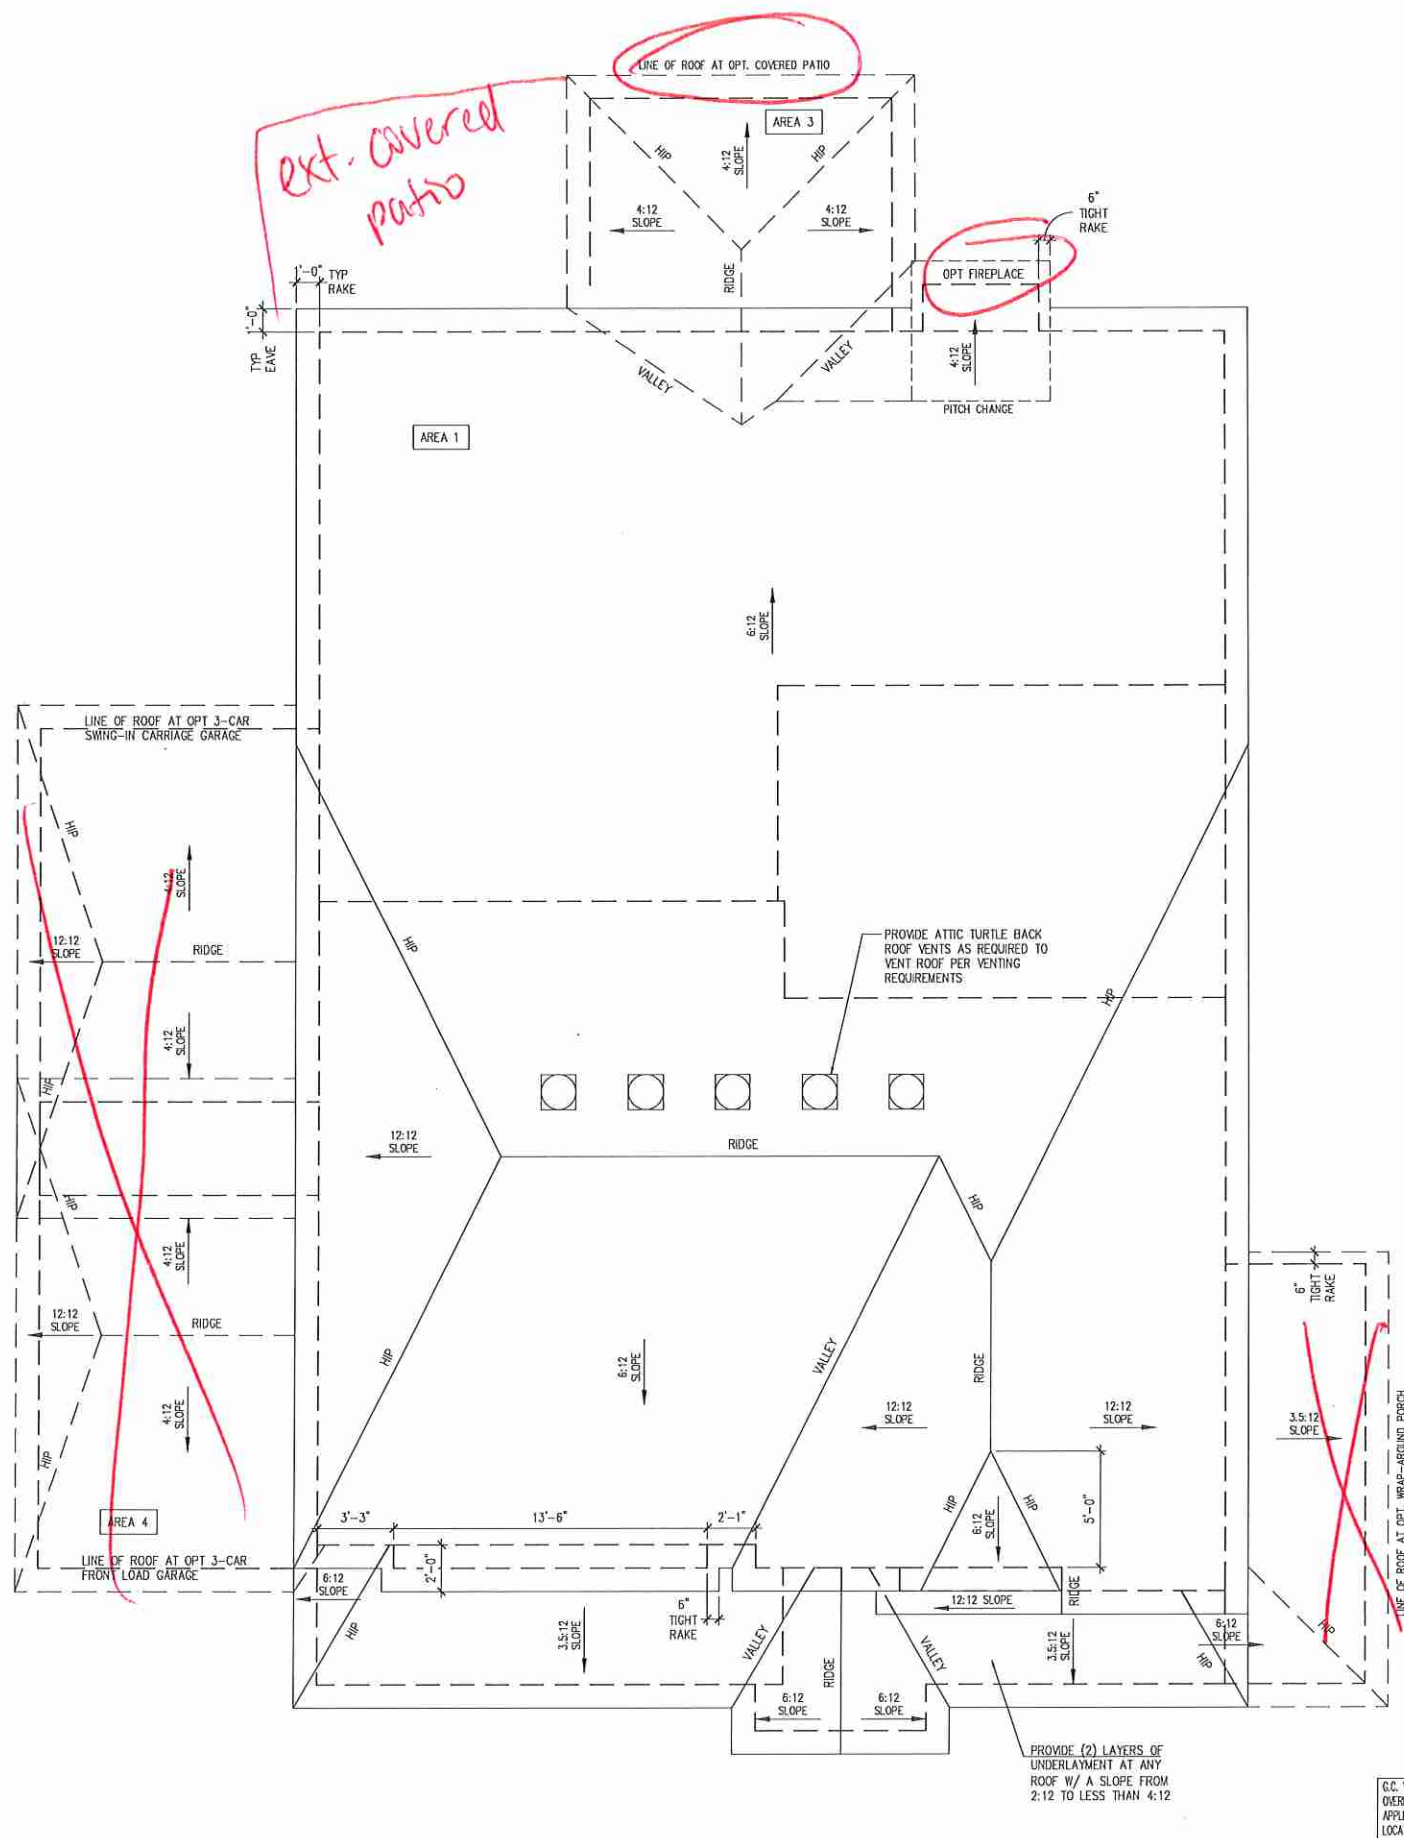 LINE OF ROOF AT OPT. COVERED PATIO
ext. covered
patio
AREA 3
HIP
HIP
4:12
SLOPE
4:12
SLOPE
4:12
SLOPE
6"
TIGHT
RAKE
RIDGE
OPT FIREPLACE
1'-0" TYP
RAKE
1'-0"
TYP
EAVE
VALLEY
VALLEY
4:12
SLOPE
PITCH CHANGE
AREA 1
6:12
SLOPE
LINE OF ROOF AT OPT 3-CAR
SWING-IN CARRIAGE GARAGE
HIP
4:12
SLOPE
12:12
SLOPE
RIDGE
HIP
PROVIDE ATTIC TURTLE BACK
ROOF VENTS AS REQUIRED TO
VENT ROOF PER VENTING
REQUIREMENTS
HIP
4:12
SLOPE
HIP
12:12
SLOPE
RIDGE
HIP
HIP
4:12
SLOPE
12:12
SLOPE
RIDGE
HIP
6:12
SLOPE
VALLEY
RIDGE
6"
TIGHT
RAKE
4:12
SLOPE
12:12
SLOPE
12:12
SLOPE
3.5:12
SLOPE
LINE OF ROOF AT OPT. WRAP-AROUND PORCH
HIP
AREA 4
3'-3"
13'-6"
2'-1"
HIP
HIP
6:12
SLOPE
5'-0"
LINE OF ROOF AT OPT 3-CAR
FRONT LOAD GARAGE
2'-0"
6:12
SLOPE
HIP
6"
TIGHT
RAKE
3.5:12
SLOPE
VALLEY
RIDGE
VALLEY
12:12 SLOPE
RIDGE
3.5:12
SLOPE
HIP
6:12
SLOPE
HIP
6:12
SLOPE
6:12
SLOPE
PROVIDE (2) LAYERS OF
UNDERLAYMENT AT ANY
ROOF W/ A SLOPE FROM
2:12 TO LESS THAN 4:12
G.C.